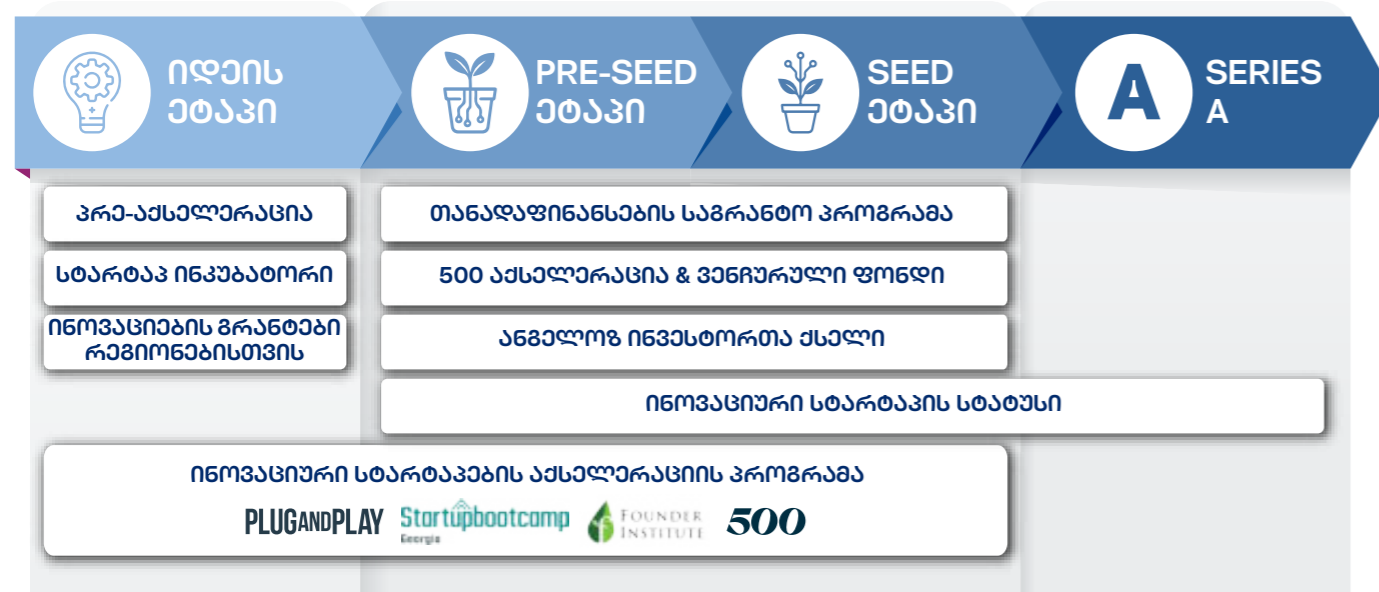 იდეის
ეტაპი
PRE-SEED
ეტაპი
SEED
ეტაპი
A
SERIES
A
პრე-აქსელერაცია
თანადაფინანსების საგრანტო პროგრამა
სტარტაპ ინკუბატორი
500 აქსელერაცია & ვენჩურული ფონდი
ინოვაციების გრანტები
რეგიონებისთვის
ანგელოზ ინვესტორთა ქსელი
ინოვაციური სტარტაპის სტატუსი
ინოვაციური სტარტაპების აქსელერაციის პროგრამა
PLUGANDPLAY
Startupbootcamp
Georgia
FOUNDER
INSTITUTE
500